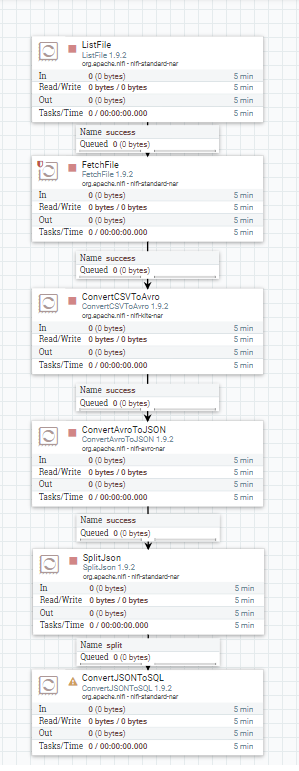 ListFile
ListFile 1.9.2
org.apache.nifi - nifi-standard-nar
In 0 (0 bytes) 5 min
Read/Write 0 bytes / 0 bytes 5 min
Out 0 (0 bytes) 5 min
Tasks/Time 0 / 00:00:00.000 5 min
Name success
Queued 0 (0 bytes)
FetchFile
FetchFile 1.9.2
org.apache.nifi - nifi-standard-nar
In 0 (0 bytes) 5 min
Read/Write 0 bytes / 0 bytes 5 min
Out 0 (0 bytes) 5 min
Tasks/Time 0 / 00:00:00.000 5 min
Name success
Queued 0 (0 bytes)
ConvertCSVToAvro
ConvertCSVToAvro 1.9.2
org.apache.nifi - nifi-kite-nar
In 0 (0 bytes) 5 min
Read/Write 0 bytes / 0 bytes 5 min
Out 0 (0 bytes) 5 min
Tasks/Time 0 / 00:00:00.000 5 min
Name success
Queued 0 (0 bytes)
ConvertAvroToJSON
ConvertAvroToJSON 1.9.2
org.apache.nifi - nifi-avro-nar
In 0 (0 bytes) 5 min
Read/Write 0 bytes / 0 bytes 5 min
Out 0 (0 bytes) 5 min
Tasks/Time 0 / 00:00:00.000 5 min
Name success
Queued 0 (0 bytes)
SplitJson
SplitJson 1.9.2
org.apache.nifi - nifi-standard-nar
In 0 (0 bytes) 5 min
Read/Write 0 bytes / 0 bytes 5 min
Out 0 (0 bytes) 5 min
Tasks/Time 0 / 00:00:00.000 5 min
Name split
Queued 0 (0 bytes)
ConvertJSONToSQL
ConvertJSONToSQL 1.9.2
org.apache.nifi - nifi-standard-nar
In 0 (0 bytes) 5 min
Read/Write 0 bytes / 0 bytes 5 min
Out 0 (0 bytes) 5 min
Tasks/Time 0 / 00:00:00.000 5 min